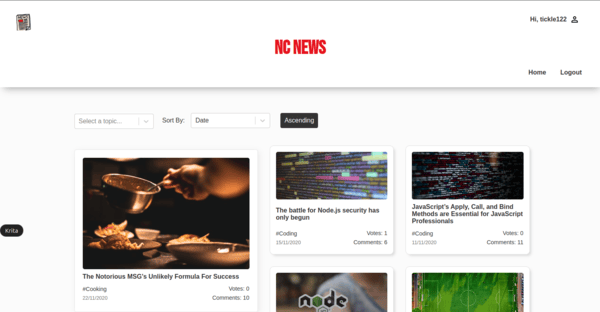 Hi, tickle122
NC NEWS
Home Logout
Select a topic...
Sort By:
Date
Ascending
The Notorious MSG's Unlikely Formula For Success
#Cooking
Votes: 0
22/11/2020
Comments: 10
The battle for Node.js security has
only begun
#Coding
Votes: 1
15/11/2020
Comments: 6
JavaScript's Apply, Call, and Bind
Methods are Essential for JavaScript
Professionals
#Coding
Votes: 0
11/11/2020
Comments: 11
Krita
node